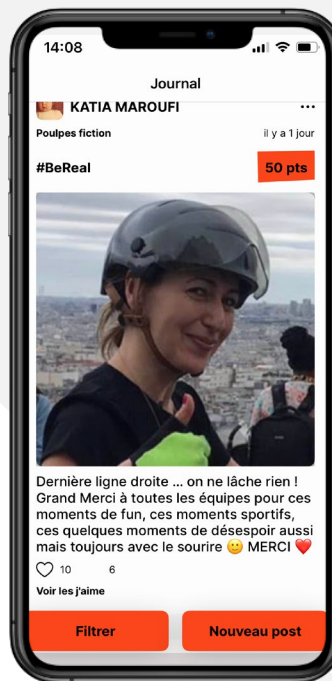 14:08
Journal
KATIA MAROUFI ...
Poulpes fiction il y a 1 jour
#BeReal 50 pts
Dernière ligne droite ... on ne lâche rien !
Grand Merci à toutes les équipes pour ces
moments de fun, ces moments sportifs,
ces quelques moments de désespoir aussi
mais toujours avec le sourire 🙂 MERCI ❤️
10 6
Voir les j'aime
Filtrer Nouveau post